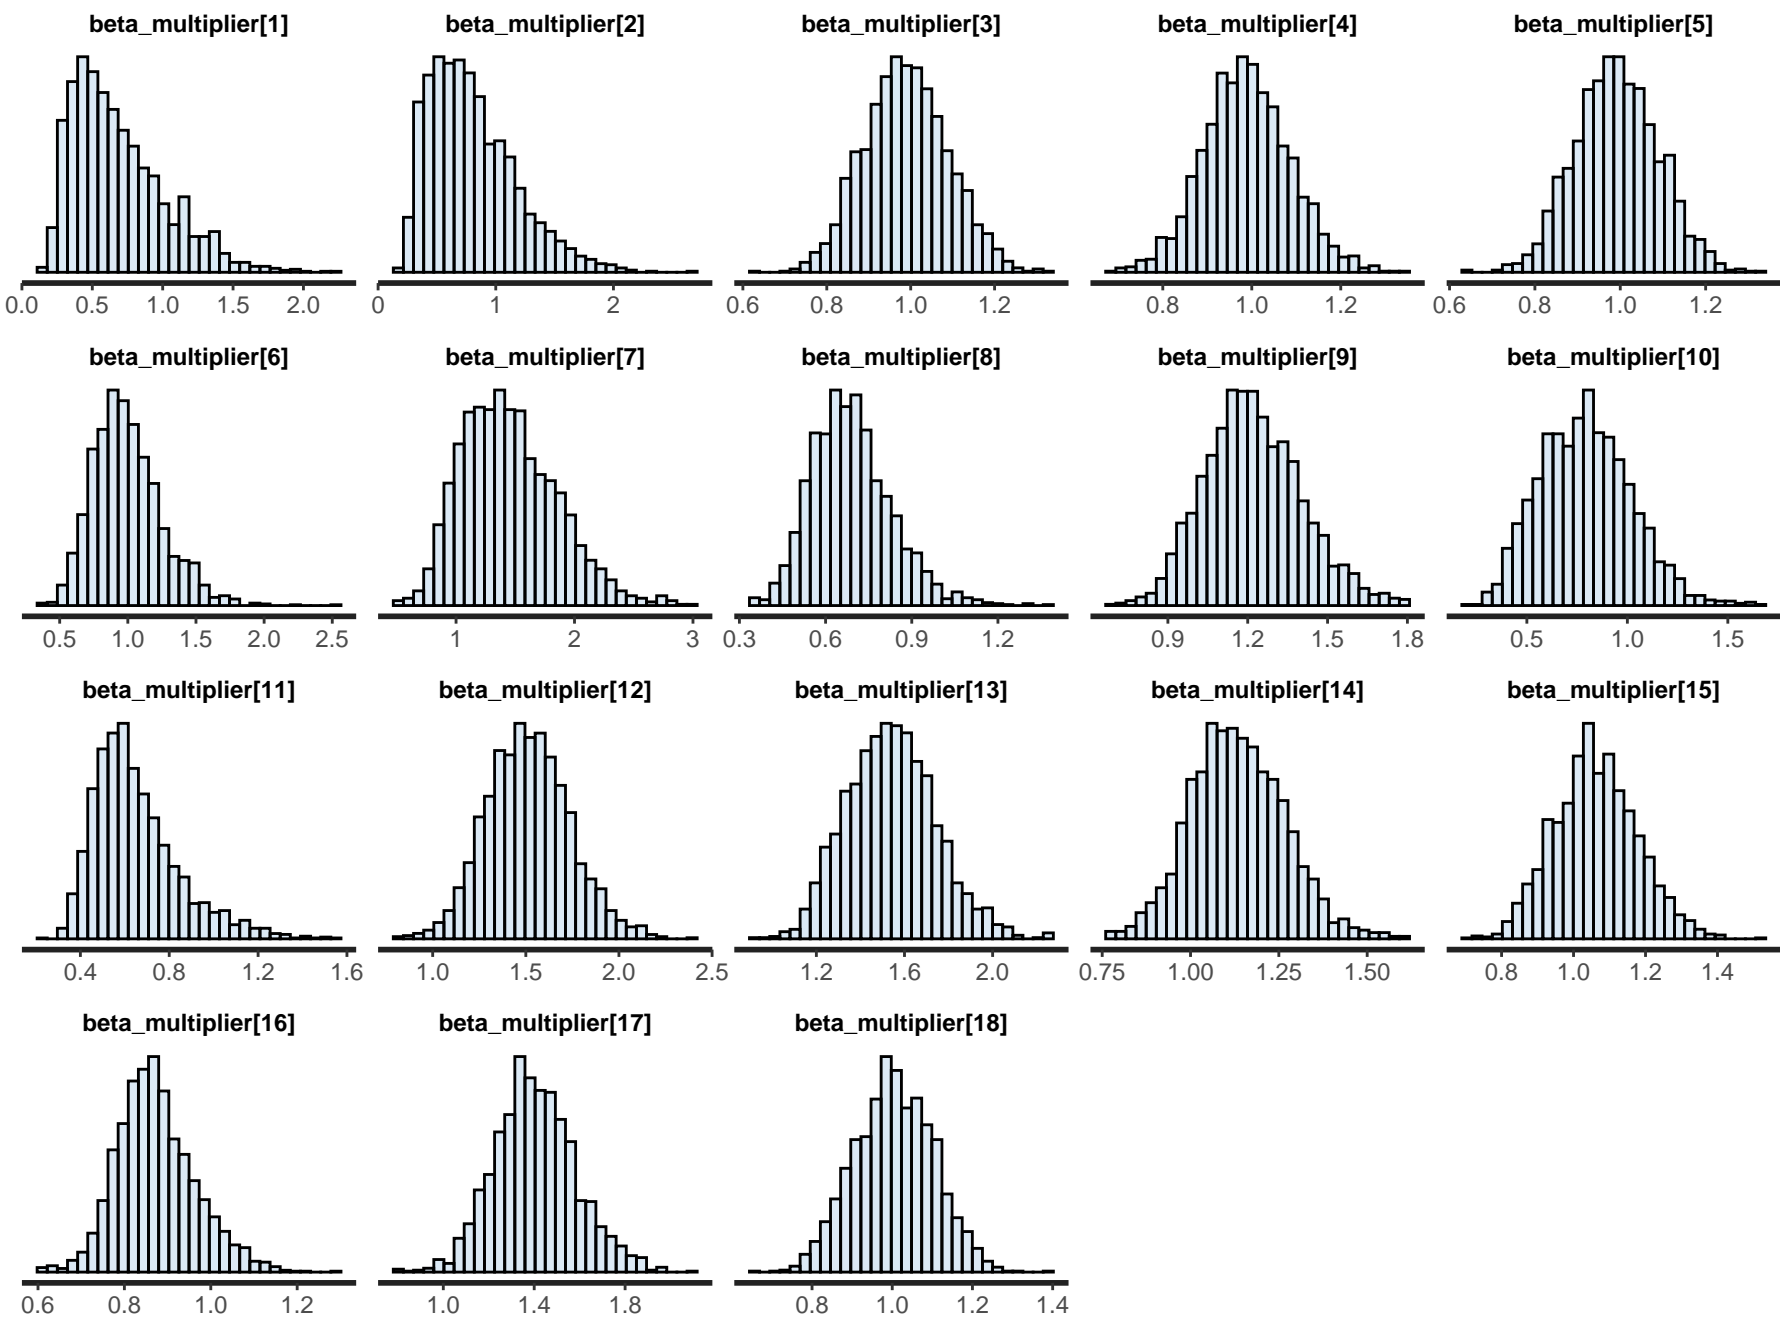 beta_multiplier[1] beta_multiplier[2] beta_multiplier[3] beta_multiplier[4] beta_multiplier[5]
0.0 0.5 1.0 1.5 2.0 0 1 2 0.6 0.8 1.0 1.2 0.8 1.0 1.2 0.6 0.8 1.0 1.2
beta_multiplier[6] beta_multiplier[7] beta_multiplier[8] beta_multiplier[9] beta_multiplier[10]
0.5 1.0 1.5 2.0 2.5 1 2 3 0.3 0.6 0.9 1.2 0.9 1.2 1.5 1.8 0.5 1.0 1.5
beta_multiplier[11] beta_multiplier[12] beta_multiplier[13] beta_multiplier[14] beta_multiplier[15]
0.4 0.8 1.2 1.6 1.0 1.5 2.0 2.5 1.2 1.6 2.0 0.75 1.00 1.25 1.50 0.8 1.0 1.2 1.4
beta_multiplier[16] beta_multiplier[17] beta_multiplier[18]
0.6 0.8 1.0 1.2 1.0 1.4 1.8 0.8 1.0 1.2 1.4